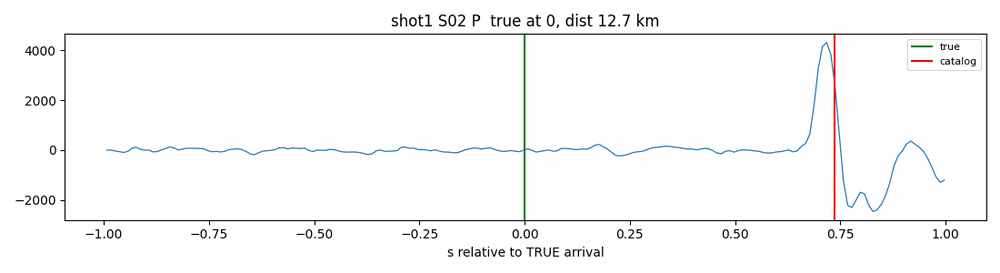 shot1 S02 P  true at 0, dist 12.7 km
true
catalog
4000
2000
0
−2000
−1.00 −0.75 −0.50 −0.25 0.00 0.25 0.50 0.75 1.00
s relative to TRUE arrival